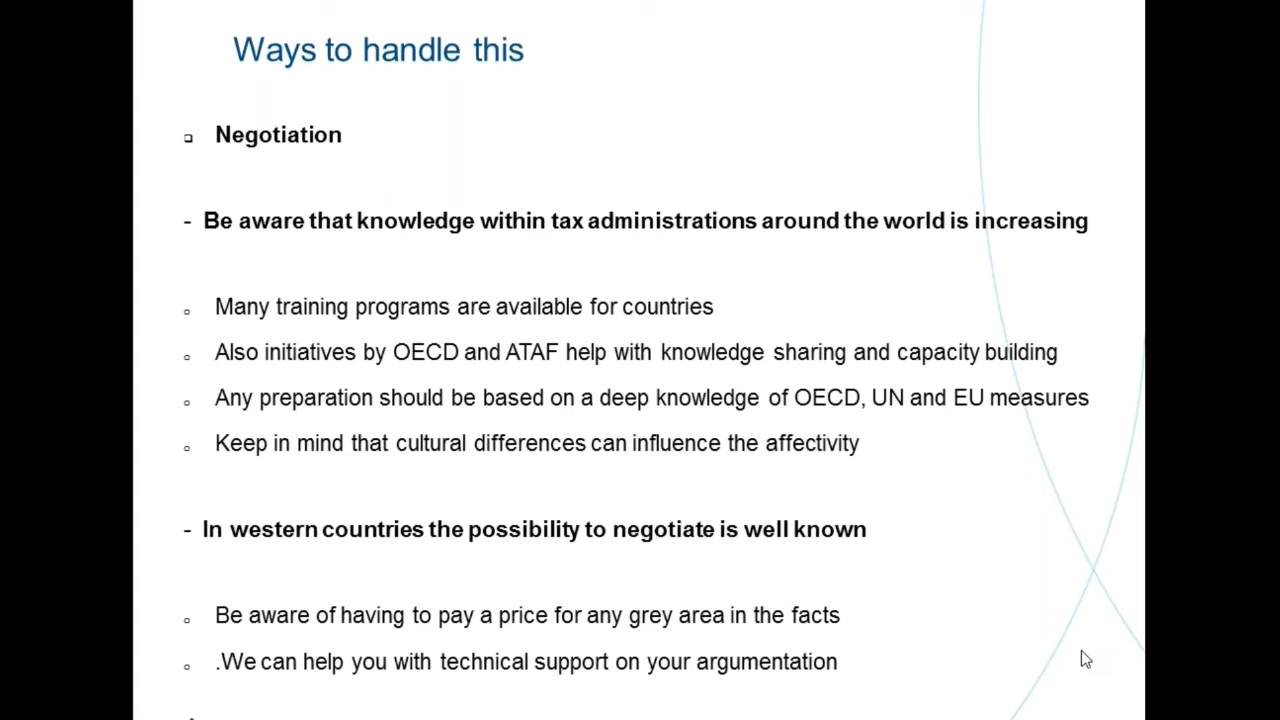 Ways to handle this
Negotiation
- Be aware that knowledge within tax administrations around the world is increasing
Many training programs are available for countries
Also initiatives by OECD and ATAF help with knowledge sharing and capacity building
Any preparation should be based on a deep knowledge of OECD, UN and EU measures
Keep in mind that cultural differences can influence the affectivity
- In western countries the possibility to negotiate is well known
Be aware of having to pay a price for any grey area in the facts
.We can help you with technical support on your argumentation